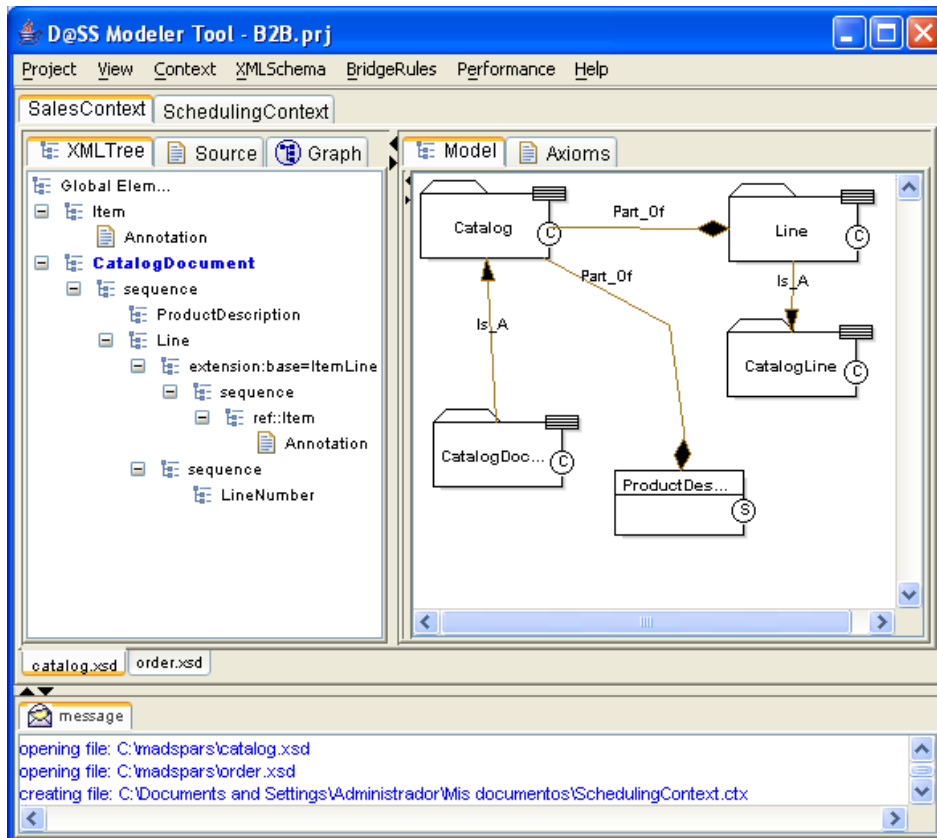 D@SS Modeler Tool - B2B.prj
Project View Context XMLSchema BridgeRules Performance Help
SalesContext SchedulingContext
XMLTree Source Graph
Global Elem...
Item
Annotation
CatalogDocument
sequence
ProductDescription
Line
extension:base=ItemLine
sequence
ref::Item
Annotation
sequence
LineNumber
Model Axioms
Catalog
C
Part_Of
Line
C
Part_Of
Is_A
Is_A
CatalogLine
C
CatalogDoc...
C
ProductDes...
S
catalog.xsd order.xsd
message
opening file: C:\madspars\catalog.xsd
opening file: C:\madspars\order.xsd
creating file: C:\Documents and Settings\Administrador\Mis documentos\SchedulingContext.ctx